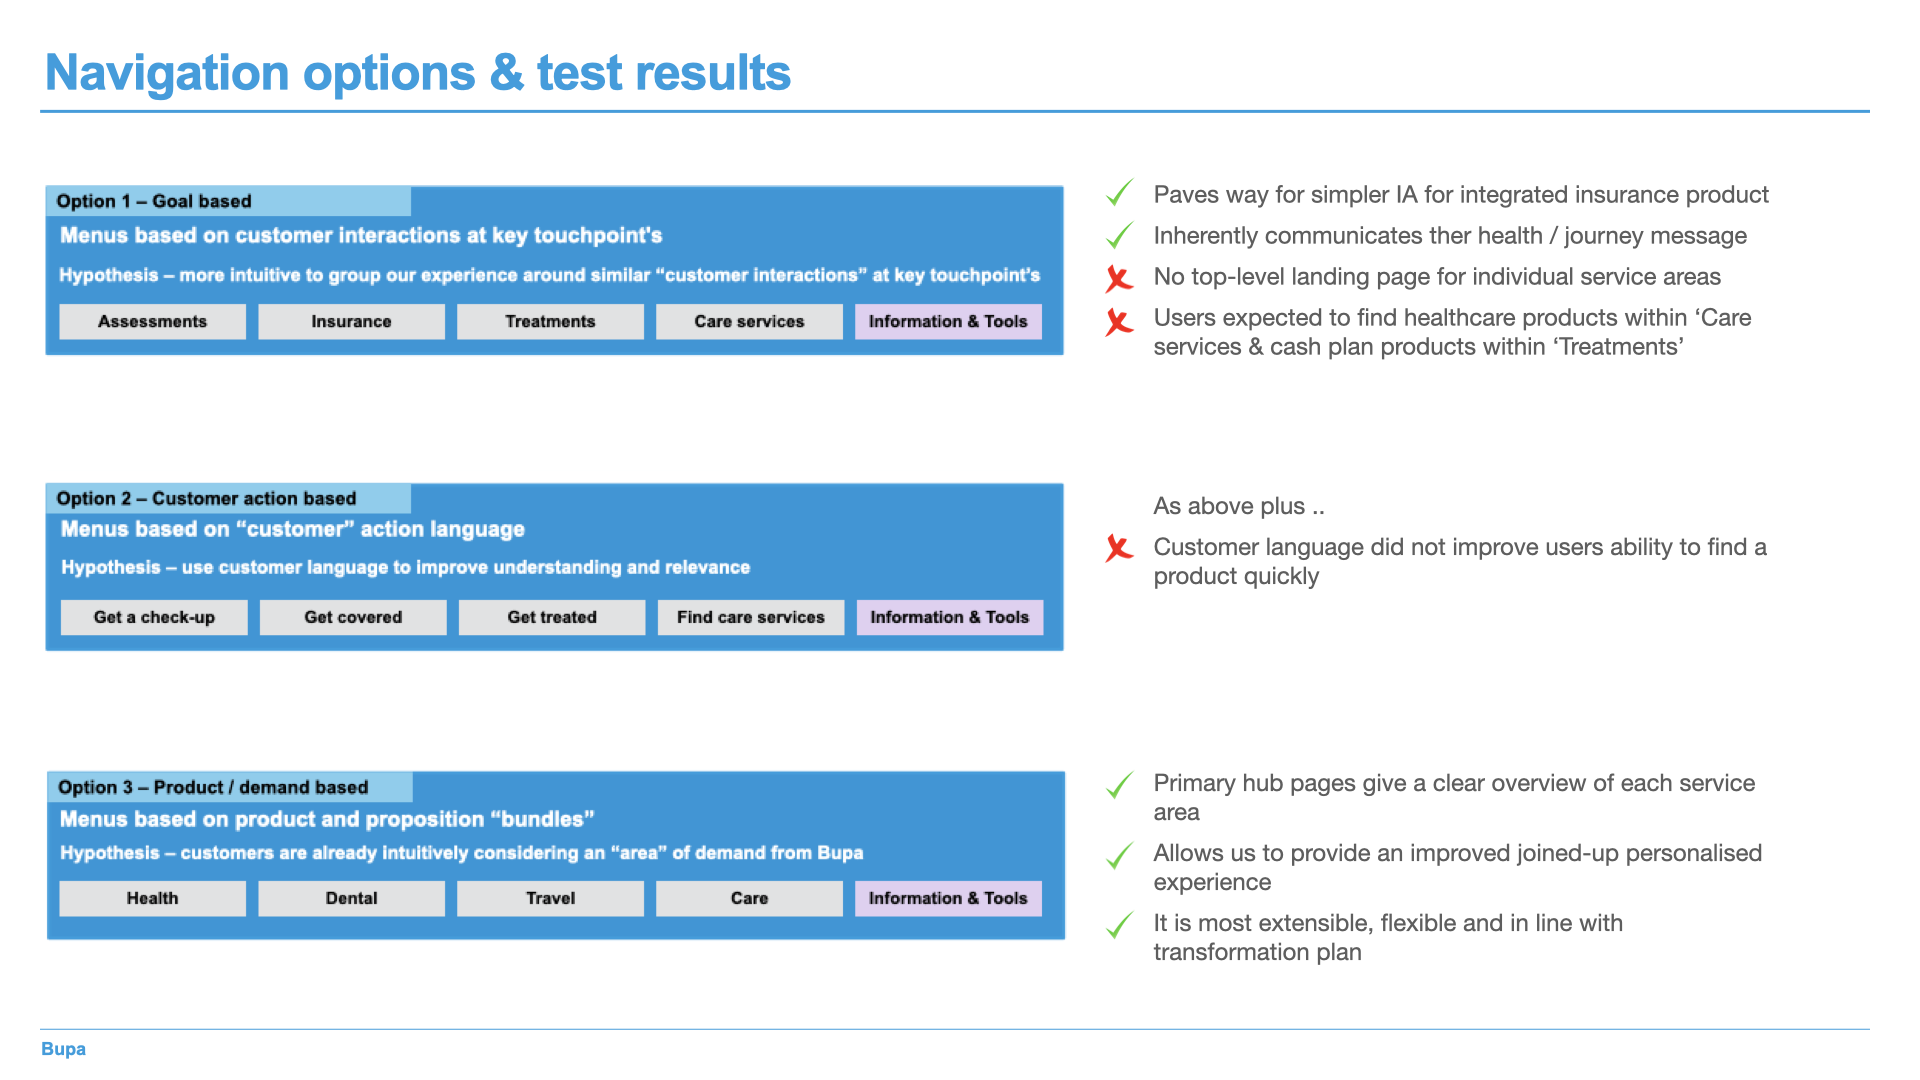 Navigation options & test results
Option 1 – Goal based
Menus based on customer interactions at key touchpoint's
Hypothesis – more intuitive to group our experience around similar “customer interactions” at key touchpoint's
Assessments
Insurance
Treatments
Care services
Information & Tools
Paves way for simpler IA for integrated insurance product
Inherently communicates ther health / journey message
No top-level landing page for individual service areas
Users expected to find healthcare products within ‘Care
services & cash plan products within ‘Treatments’
Option 2 – Customer action based
Menus based on “customer” action language
Hypothesis – use customer language to improve understanding and relevance
Get a check-up
Get covered
Get treated
Find care services
Information & Tools
As above plus ..
Customer language did not improve users ability to find a
product quickly
Option 3 – Product / demand based
Menus based on product and proposition “bundles”
Hypothesis – customers are already intuitively considering an “area” of demand from Bupa
Health
Dental
Travel
Care
Information & Tools
Primary hub pages give a clear overview of each service
area
Allows us to provide an improved joined-up personalised
experience
It is most extensible, flexible and in line with
transformation plan
Bupa